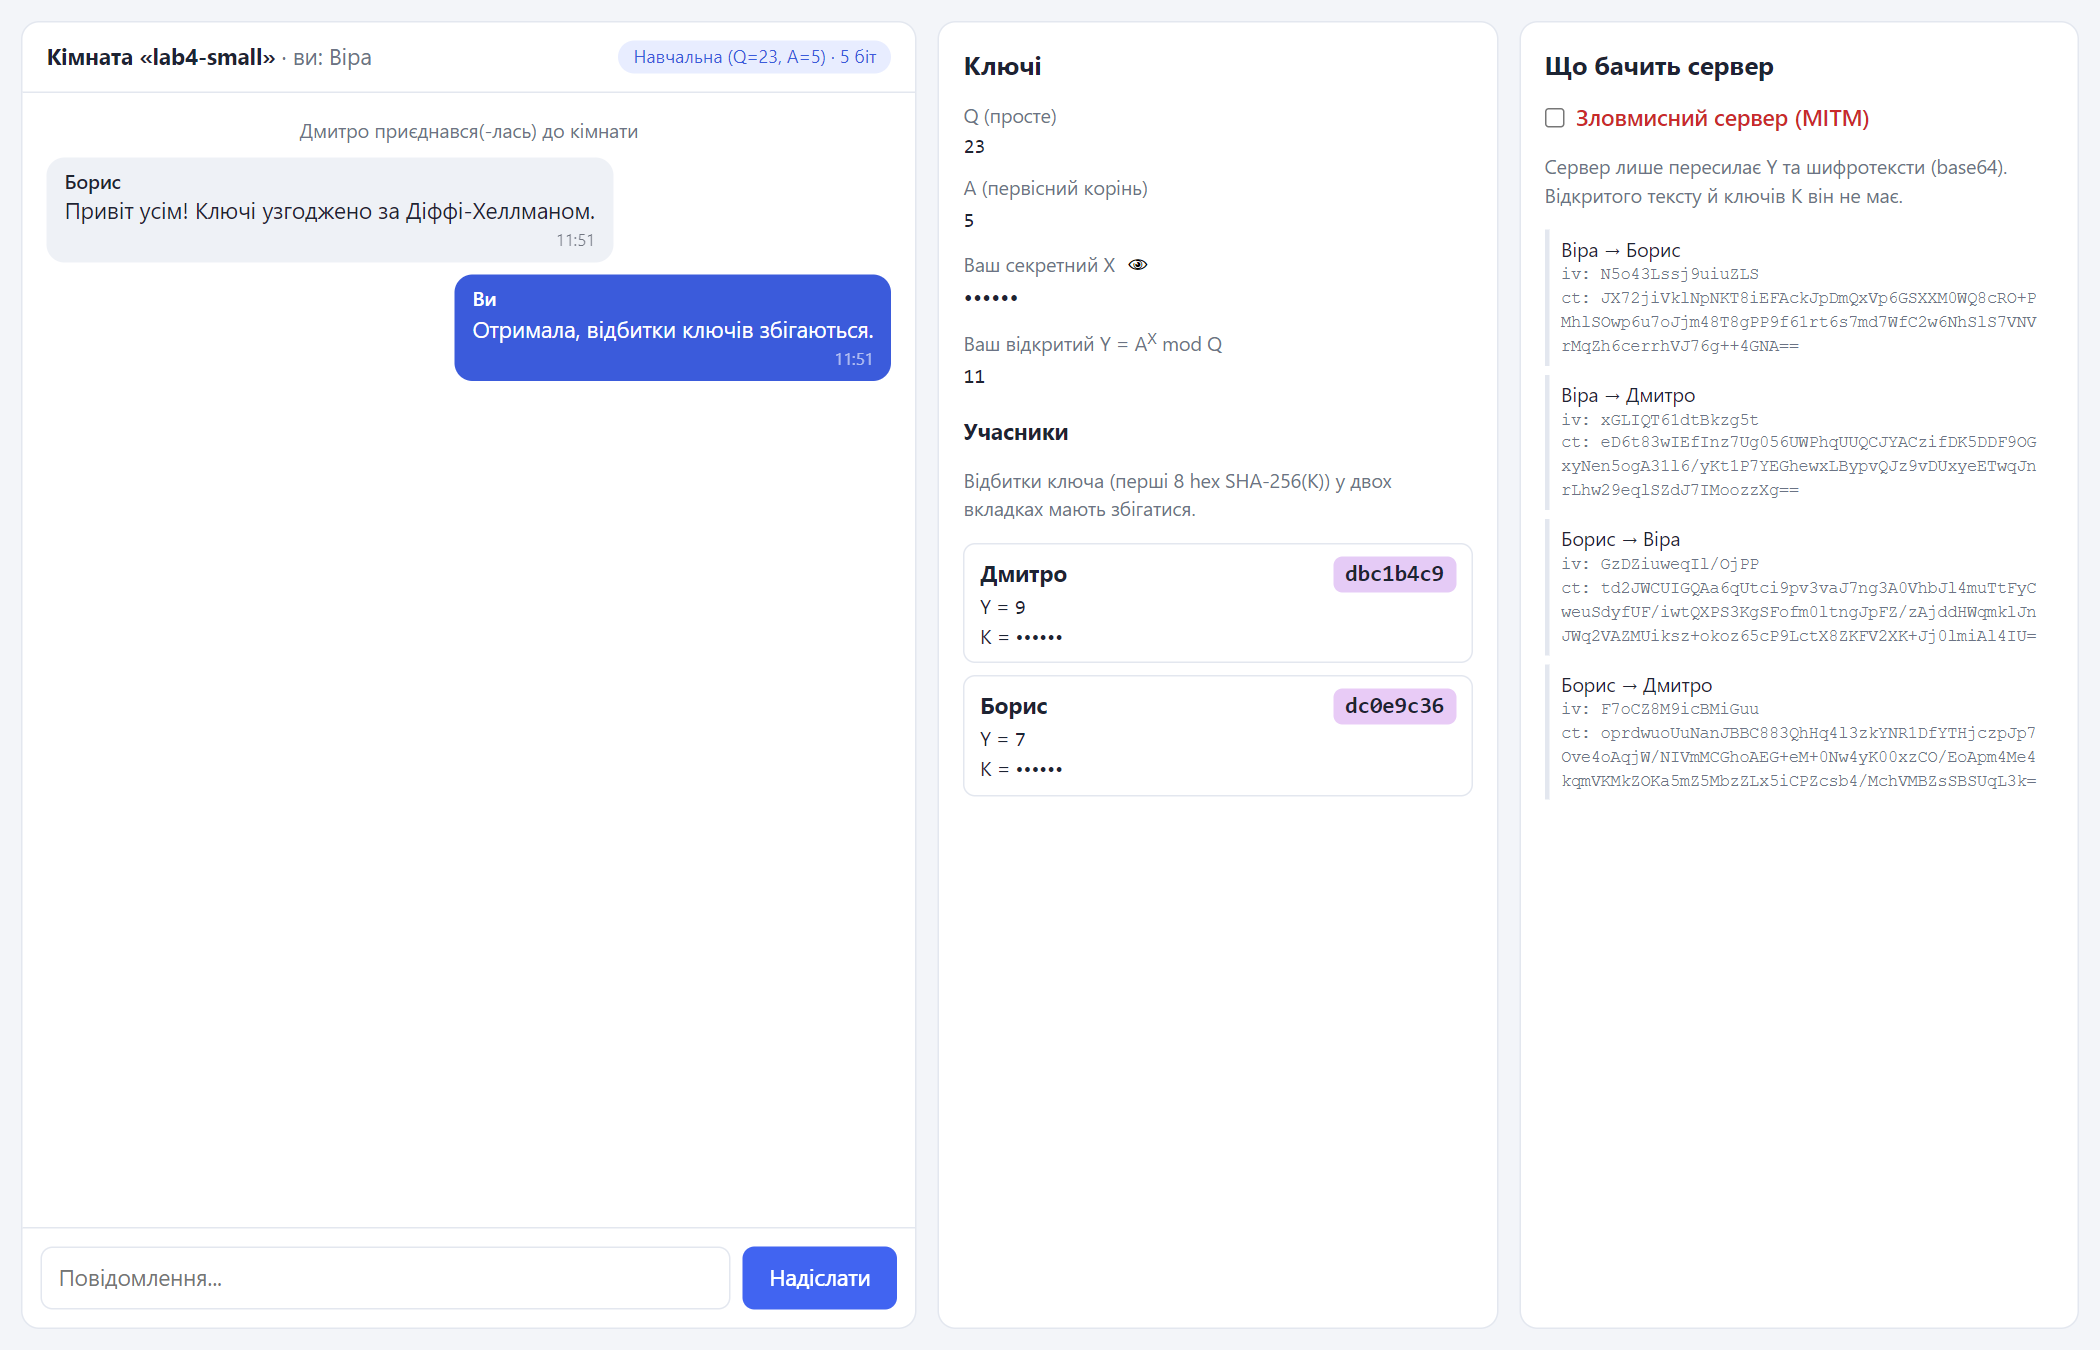 Кімната «lab4-small» · ви: Віра
Навчальна (Q=23, A=5) · 5 біт
Дмитро приєднався(-лась) до кімнати
Борис
Привіт усім! Ключі узгоджено за Діффі-Хеллманом.
11:51
Ви
Отримала, відбитки ключів збігаються.
11:51
Повідомлення...
Надіслати
Ключі
Q (просте)
23
A (первісний корінь)
5
Ваш секретний X
••••••
Ваш відкритий Y = A^X mod Q
11
Учасники
Відбитки ключа (перші 8 hex SHA-256(K)) у двох
вкладках мають збігатися.
Дмитро
dbc1b4c9
Y = 9
K = ••••••
Борис
dc0e9c36
Y = 7
K = ••••••
Що бачить сервер
Зловмисний сервер (MITM)
Сервер лише пересилає Y та шифротексти (base64).
Відкритого тексту й ключів K він не має.
Віра → Борис
iv: N5o43Lssj9uiuZLS
ct: JX72jiVklNpNKT8iEFAckJpDmQxVp6GSXXM0WQ8cRO+P
MhlSOwp6u7oJjm48T8gPP9f61rt6s7md7WfC2w6NhSlS7VNV
rMqZh6cerrhVJ76g++4GNA==
Віра → Дмитро
iv: xGLIQT61dtBkzg5t
ct: eD6t83wIEfInz7Ug056UWPhqUUQCJYACzifDK5DDF9OG
xyNen5ogA31l6/yKt1P7YEGhewxLBypvQJz9vDUxyeETwqJn
rLhw29eqlSZdJ7IMoozzXg==
Борис → Віра
iv: GzDZiuweqIl/OjPP
ct: td2JWCUIGQAa6qUtci9pv3vaJ7ng3A0VhbJl4muTtFyC
weuSdyfUF/iwtQXPS3KgSFofm0ltngJpFZ/zAjddHWqmklJn
JWq2VAZMUiksz+okoz65cP9LctX8ZKFV2XK+Jj0lmiAl4IU=
Борис → Дмитро
iv: F7oCZ8M9icBMiGuu
ct: oprdwuoUuNanJBBC883QhHq4l3zkYNR1DfYTHjczpJp7
Ove4oAqjW/NIVmMCGhoAEG+eM+0Nw4yK00xzCO/EoApm4Me4
kqmVKMkZOKa5mZ5MbzZLx5iCPZcsb4/MchVMBZsSBSUqL3k=